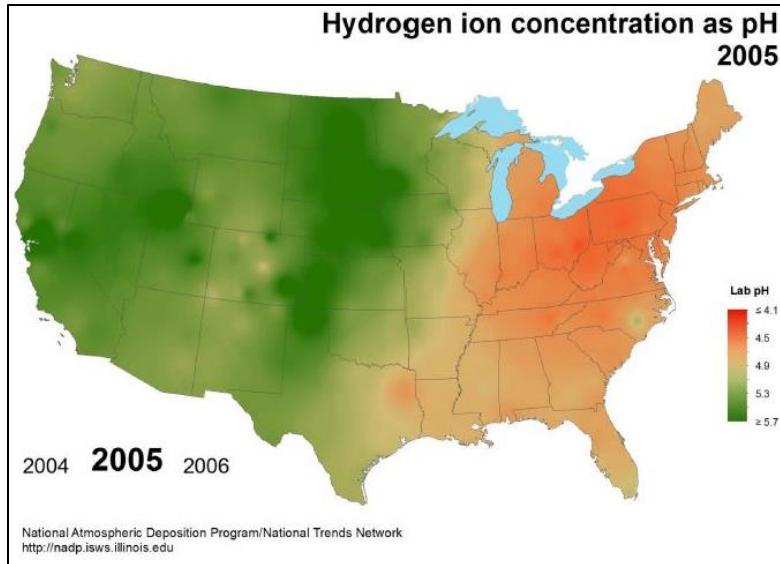 Hydrogen ion concentration as pH
2005
Lab pH
≤ 4.1
4.5
4.9
5.3
≥ 5.7
2004 2005 2006
National Atmospheric Deposition Program/National Trends Network
http://nadp.isws.illinois.edu